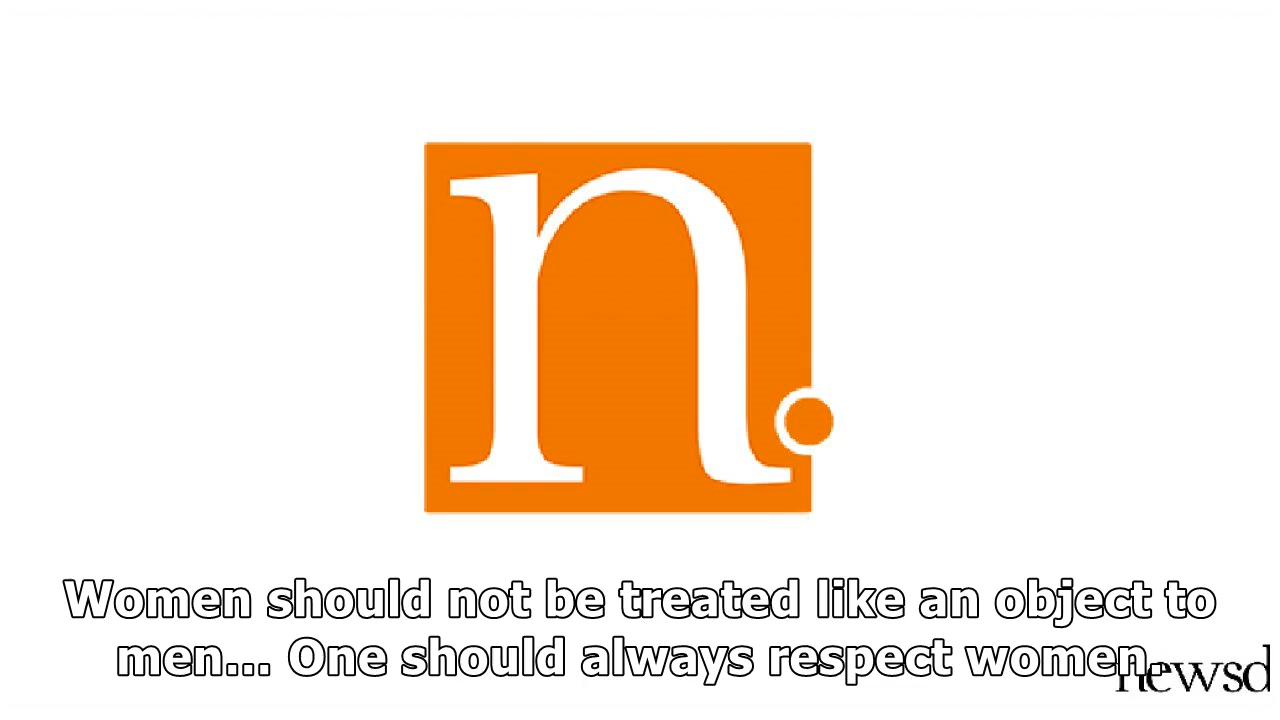 n.
Women should not be treated like an object to
men... One should always respect women.
newsd